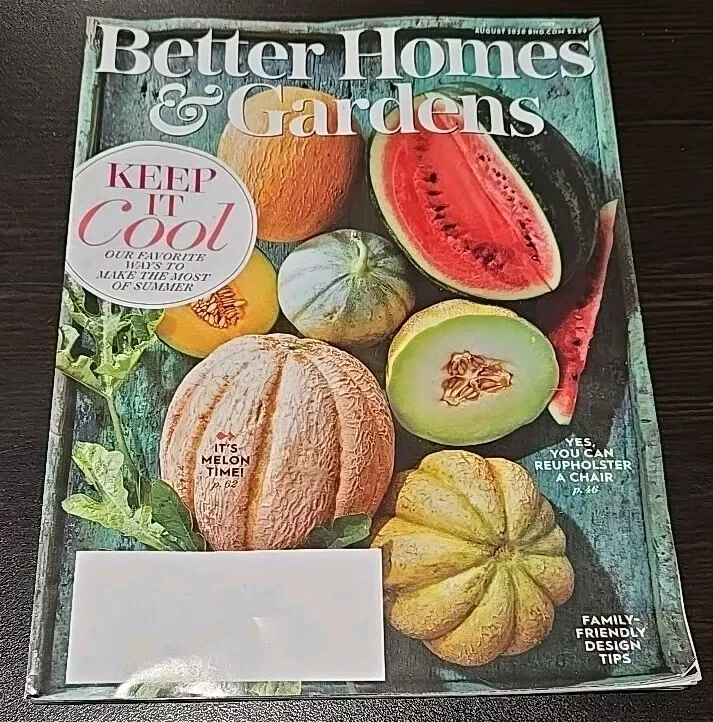 AUGUST 2020 BHG.COM $3.99
Better Homes
& Gardens
KEEP
IT
Cool
OUR FAVORITE
WAYS TO
MAKE THE MOST
OF SUMMER
IT'S
MELON
TIME!
p. 62
YES,
YOU CAN
REUPHOLSTER
A CHAIR
p. 46
FAMILY-
FRIENDLY
DESIGN
TIPS